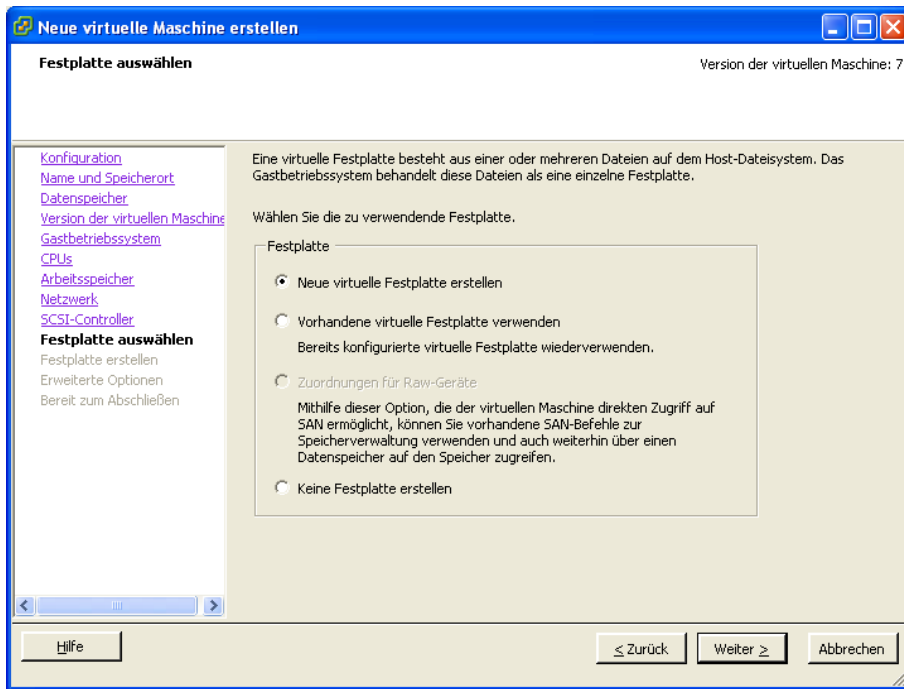 Neue virtuelle Maschine erstellen
Festplatte auswählen
Version der virtuellen Maschine: 7
Konfiguration
Name und Speicherort
Datenspeicher
Version der virtuellen Maschine
Gastbetriebssystem
CPUs
Arbeitsspeicher
Netzwerk
SCSI-Controller
Festplatte auswählen
Festplatte erstellen
Erweiterte Optionen
Bereit zum Abschließen
Eine virtuelle Festplatte besteht aus einer oder mehreren Dateien auf dem Host-Dateisystem. Das
Gastbetriebssystem behandelt diese Dateien als eine einzelne Festplatte.
Wählen Sie die zu verwendende Festplatte.
Festplatte
Neue virtuelle Festplatte erstellen
Vorhandene virtuelle Festplatte verwenden
Bereits konfigurierte virtuelle Festplatte wiederverwenden.
Zuordnungen für Raw-Geräte
Mithilfe dieser Option, die der virtuellen Maschine direkten Zugriff auf
SAN ermöglicht, können Sie vorhandene SAN-Befehle zur
Speicherverwaltung verwenden und auch weiterhin über einen
Datenspeicher auf den Speicher zugreifen.
Keine Festplatte erstellen
Hilfe
< Zurück
Weiter >
Abbrechen